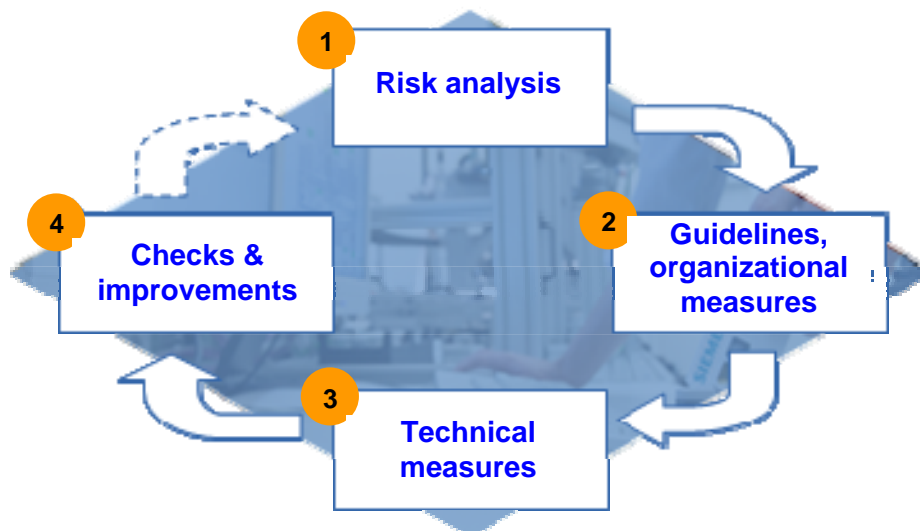 1
Risk analysis
2
Guidelines,
organizational
measures
3
Technical
measures
4
Checks &
improvements